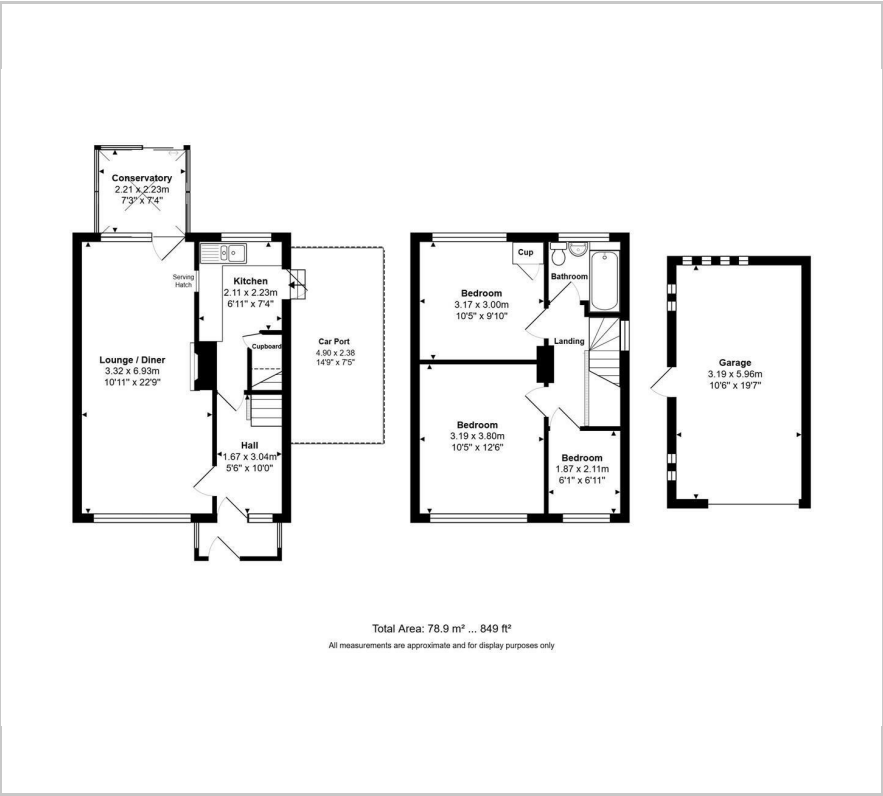 Conservatory
2.21 x 2.23m
7'3" x 7'4"
Serving
Hatch
Kitchen
2.11 x 2.23m
6'11" x 7'4"
Cupboard
Lounge / Diner
3.32 x 6.93m
10'11" x 22'9"
Hall
1.67 x 3.04m
5'6" x 10'0"
Car Port
4.90 x 2.38
14'9" x 7'5"
Cup
Bedroom
3.17 x 3.00m
10'5" x 9'10"
Bathroom
Landing
Bedroom
3.19 x 3.80m
10'5" x 12'6"
Bedroom
1.87 x 2.11m
6'1" x 6'11"
Garage
3.19 x 5.96m
10'6" x 19'7"
Total Area: 78.9 m² ... 849 ft²
All measurements are approximate and for display purposes only